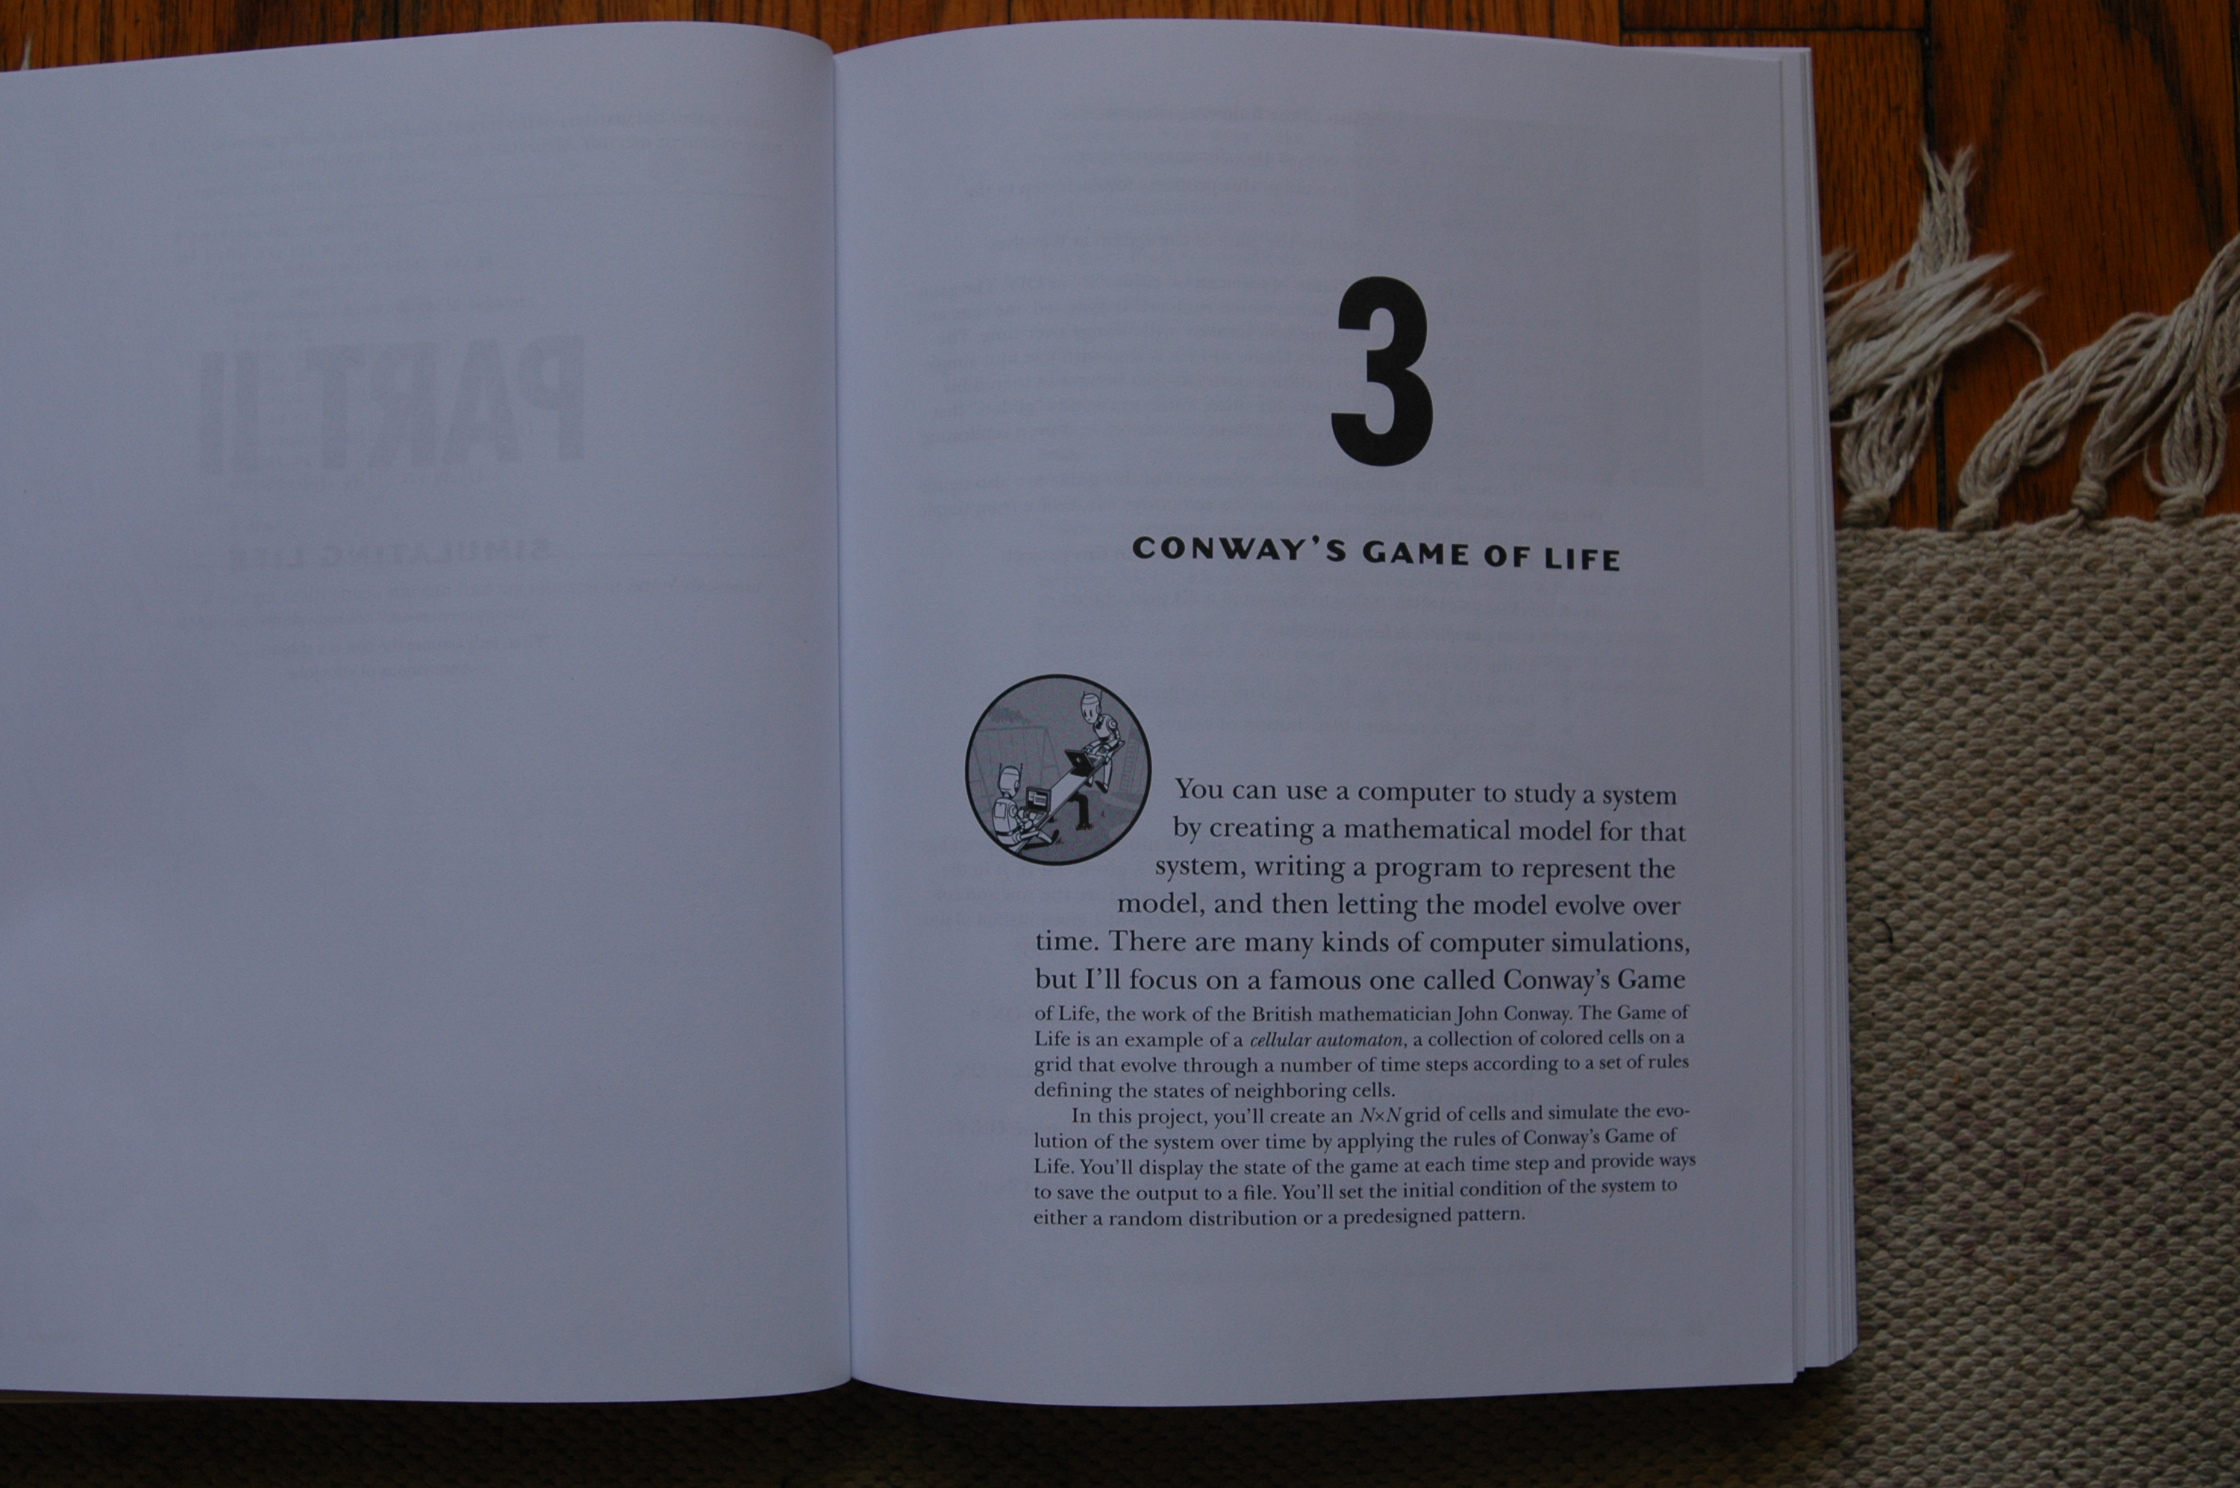 3
CONWAY'S GAME OF LIFE
You can use a computer to study a system
by creating a mathematical model for that
system, writing a program to represent the
model, and then letting the model evolve over
time. There are many kinds of computer simulations,
but I'll focus on a famous one called Conway's Game
of Life, the work of the British mathematician John Conway. The Game of
Life is an example of a cellular automaton, a collection of colored cells on a
grid that evolve through a number of time steps according to a set of rules
defining the states of neighboring cells.
In this project, you'll create an N×N grid of cells and simulate the evo-
lution of the system over time by applying the rules of Conway's Game of
Life. You'll display the state of the game at each time step and provide ways
to save the output to a file. You'll set the initial condition of the system to
either a random distribution or a predesigned pattern.
PART II
SIMULATING LIFE